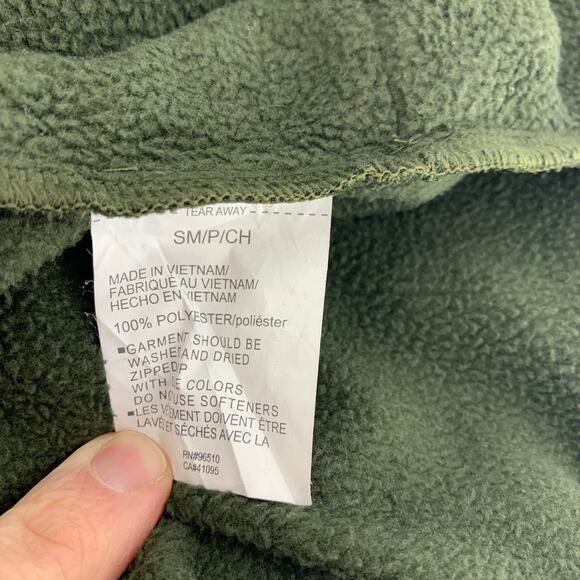 TEAR AWAY
SM/P/CH
MADE IN VIETNAM/
FABRIQUÉ AU VIETNAM/
HECHO EN VIETNAM
100% POLYESTER/poliéster
▪GARMENT SHOULD BE
WASHED AND DRIED
ZIPPED
WITH COLORS
DO USE SOFTENERS
▪LES VÊTEMENT DOIVENT ÊTRE
LAVÉ ET SÉCHÉS AVEC LA
RN#96510
CA#41095